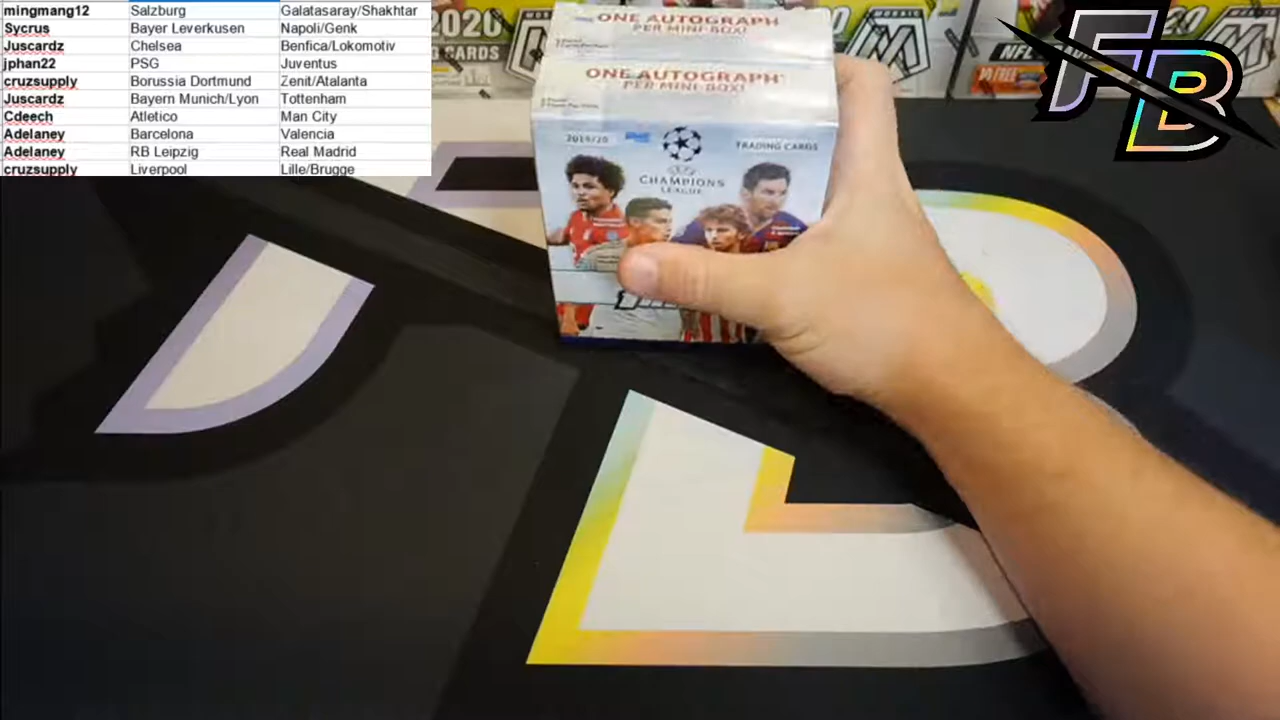 mingmang12 Salzburg Galatasaray/Shakhtar
Sycrus Bayer Leverkusen Napoli/Genk
Juscardz Chelsea Benfica/Lokomotiv
jphan22 PSG Juventus
cruzsupply Borussia Dortmund Zenit/Atalanta
Juscardz Bayern Munich/Lyon Tottenham
Cdeech Atletico Man City
Adelaney Barcelona Valencia
Adelaney RB Leipzig Real Madrid
cruzsupply Liverpool Lille/Brugge
2020
CARDS
NFL
FB
ONE AUTOGRAPH
PER MINI-BOX!
ONE AUTOGRAPH
PER MINI-BOX!
2019/20
TRADING CARDS
CHAMPIONS
LEAGUE